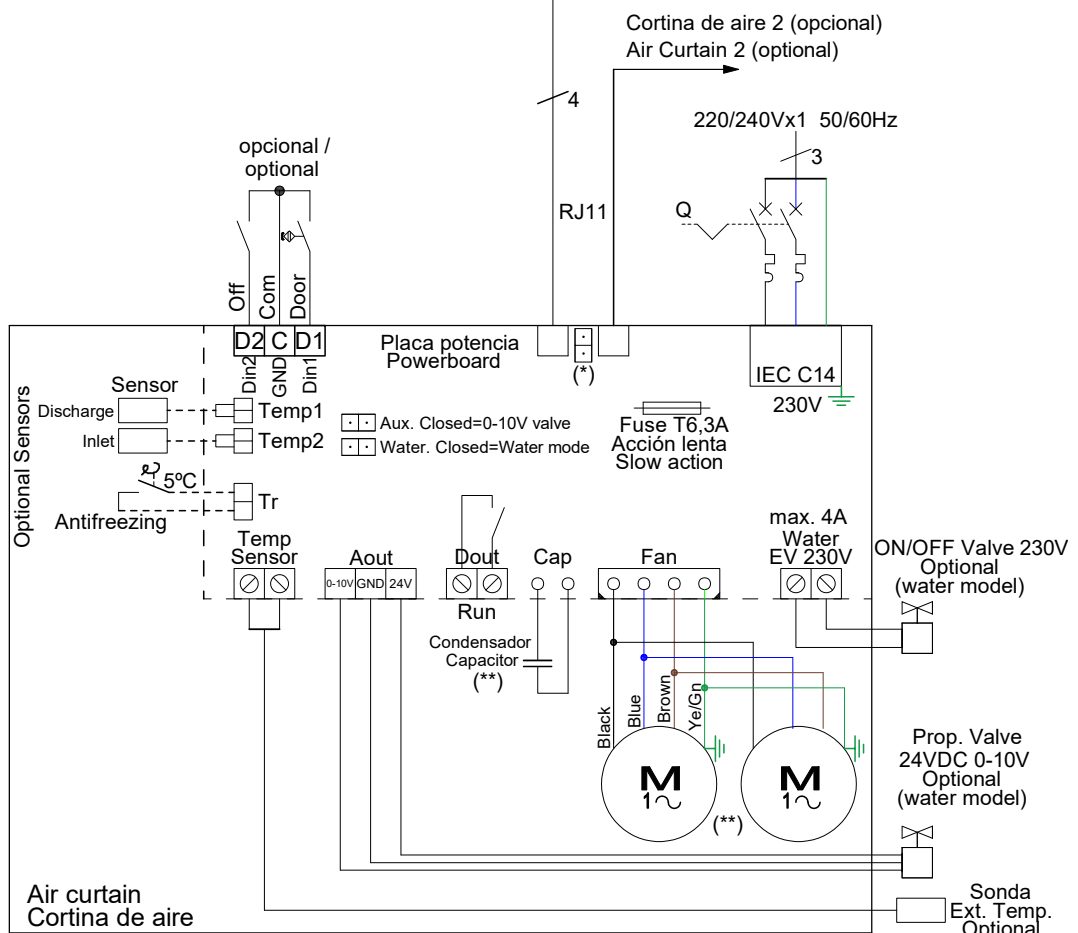 Cortina de aire 2 (opcional)
Air Curtain 2 (optional)
4
220/240Vx1 50/60Hz
3
opcional /
optional
RJ11
Q
Off
Com
Door
D2 C D1
Din2
GND
Din1
Placa potencia
Powerboard
(*)
IEC C14
230V
Optional Sensors
Sensor
Discharge
Temp1
Inlet
Temp2
Aux. Closed=0-10V valve
Water. Closed=Water mode
Fuse T6,3A
Acción lenta
Slow action
5ºC
Tr
Antifreezing
Temp
Sensor
Aout
0-10V GND 24V
Dout
Run
Cap
Fan
max. 4A
Water
EV 230V
ON/OFF Valve 230V
Optional
(water model)
Condensador
Capacitor
(**)
Black
Blue
Brown
Ye/Gn
M
1
M
1
(**)
Prop. Valve
24VDC 0-10V
Optional
(water model)
Air curtain
Cortina de aire
Sonda
Ext. Temp.
Optional